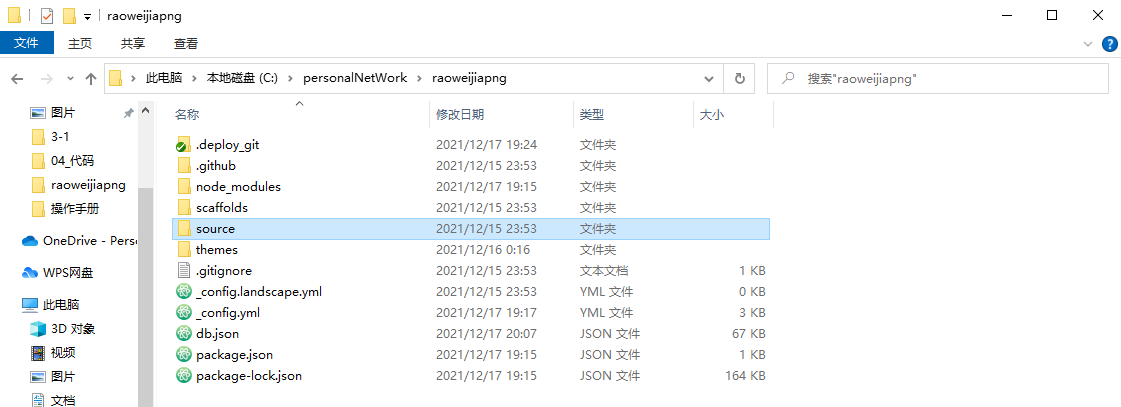 raoweijiapng
文件 主页 共享 查看
此电脑 本地磁盘 (C:) personalNetWork raoweijiapng 搜索"raoweijiapng"
名称 修改日期 类型 大小
图片
3-1
04_代码
raoweijiapng
操作手册
OneDrive - Pers
WPS网盘
此电脑
3D 对象
视频
图片
文档
.deploy_git 2021/12/17 19:24 文件夹
.github 2021/12/15 23:53 文件夹
node_modules 2021/12/17 19:15 文件夹
scaffolds 2021/12/15 23:53 文件夹
source 2021/12/15 23:53 文件夹
themes 2021/12/16 0:16 文件夹
.gitignore 2021/12/15 23:53 文本文档 1 KB
_config.landscape.yml 2021/12/15 23:53 YML 文件 0 KB
_config.yml 2021/12/17 19:17 YML 文件 3 KB
db.json 2021/12/17 20:07 JSON 文件 67 KB
package.json 2021/12/17 19:15 JSON 文件 1 KB
package-lock.json 2021/12/17 19:15 JSON 文件 164 KB